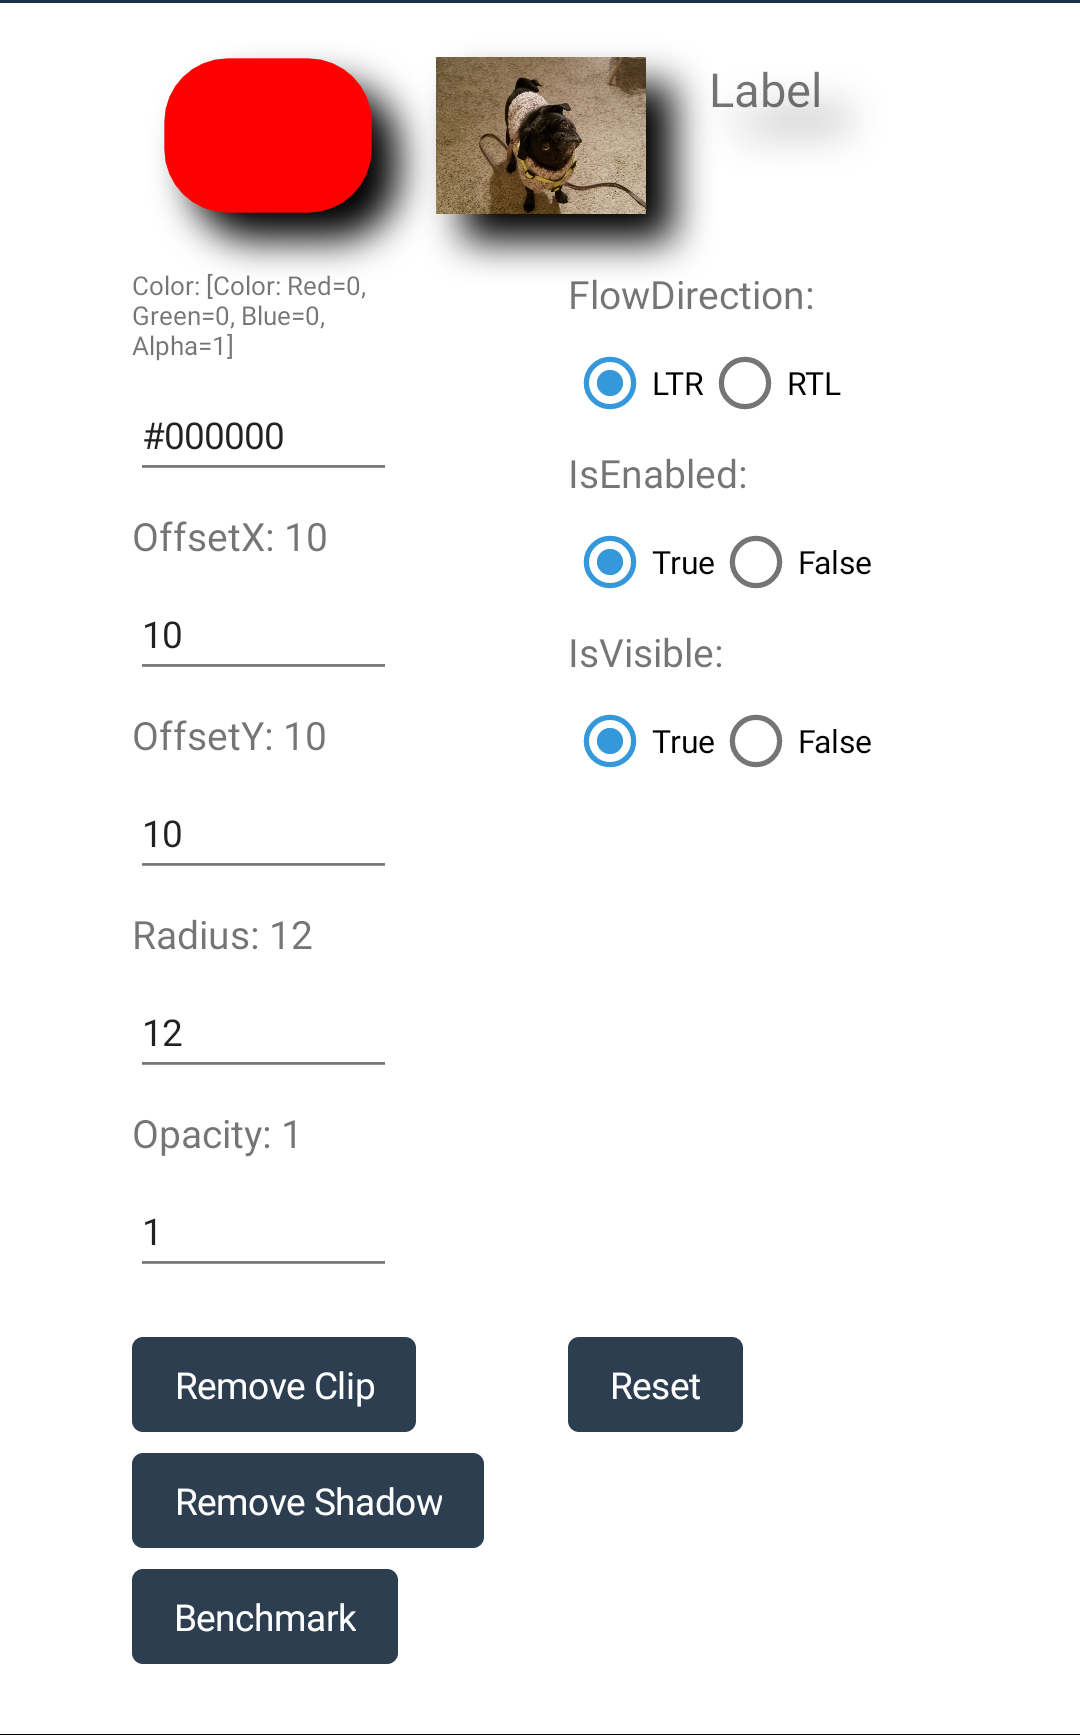 Label
Color: [Color: Red=0,
Green=0, Blue=0,
Alpha=1]
#000000
OffsetX: 10
10
OffsetY: 10
10
Radius: 12
12
Opacity: 1
1
FlowDirection:
LTR RTL
IsEnabled:
True False
IsVisible:
True False
Remove Clip
Reset
Remove Shadow
Benchmark